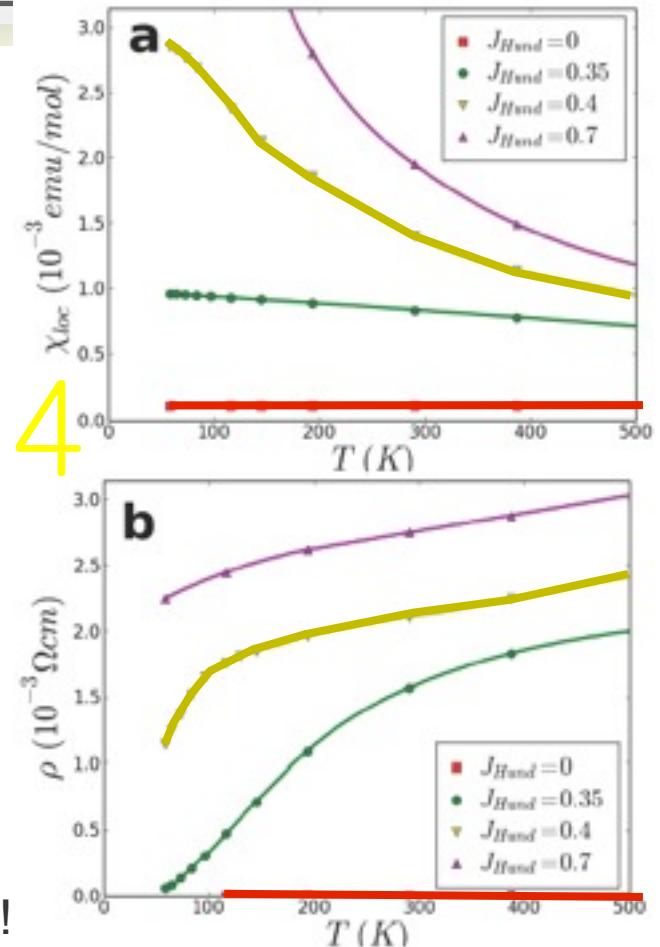 a
J_Hund=0
J_Hund=0.35
J_Hund=0.4
J_Hund=0.7
χ_loc (10⁻³ emu/mol)
3.0
2.5
2.0
1.5
1.0
0.5
0.0
0 100 200 300 400 500
T (K)
4
b
ρ (10⁻³ Ωcm)
3.0
2.5
2.0
1.5
1.0
0.5
0.0
J_Hund=0
J_Hund=0.35
J_Hund=0.4
J_Hund=0.7
0 100 200 300 400 500
T (K)
!